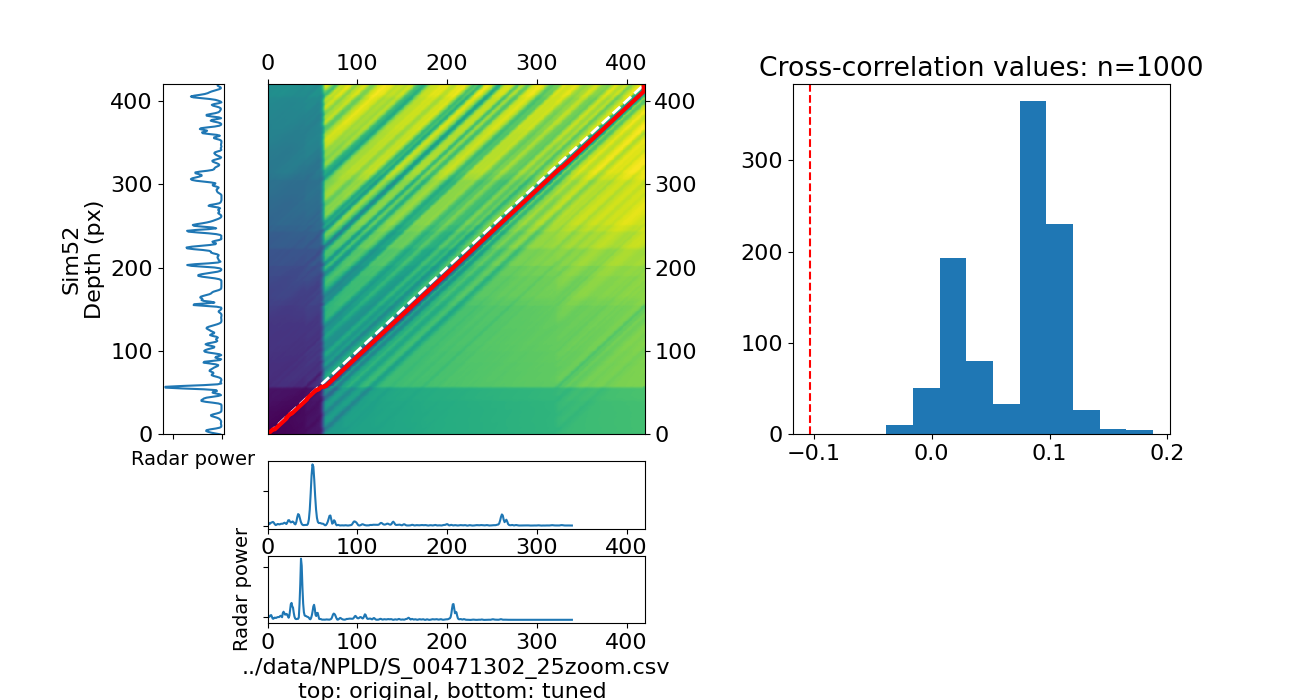 0 100 200 300 400
Cross-correlation values: n=1000
400
300
200
100
0
Sim52
Depth (px)
Radar power
400
300
200
100
0
300
200
100
0
−0.1 0.0 0.1 0.2
0 100 200 300 400
Radar power
0 100 200 300 400
../data/NPLD/S_00471302_25zoom.csv
top: original, bottom: tuned